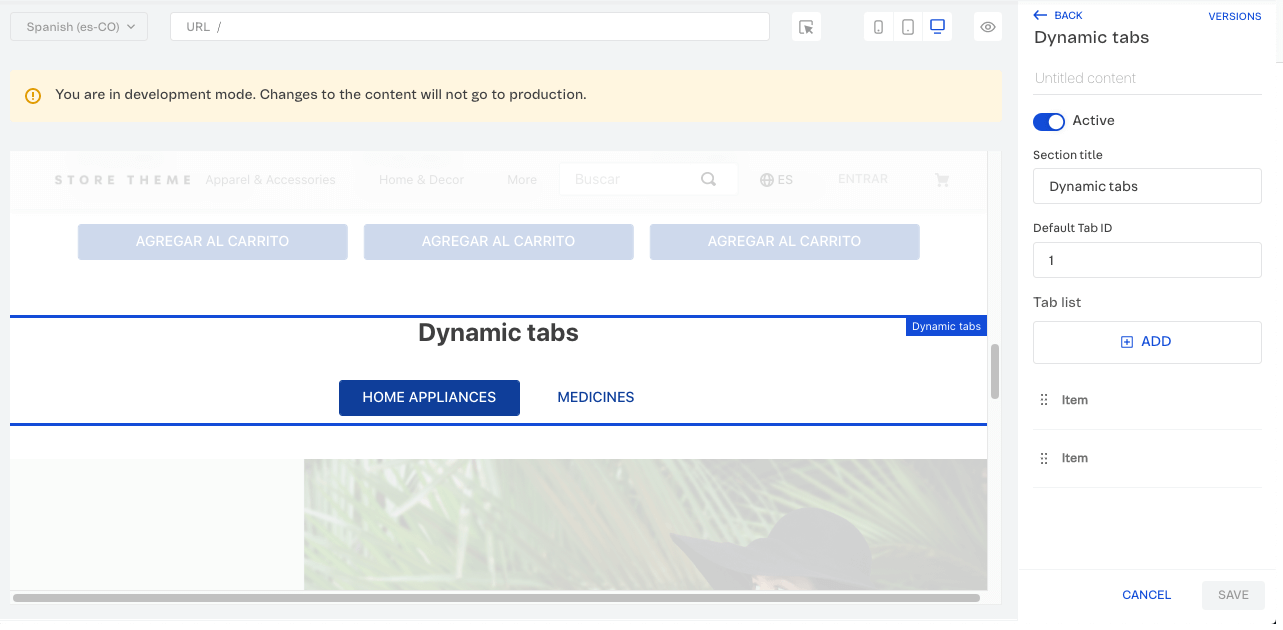 Spanish (es-CO)
URL /
You are in development mode. Changes to the content will not go to production.
STORE THEME Apparel & Accessories Home & Decor More Buscar ES ENTRAR
AGREGAR AL CARRITO AGREGAR AL CARRITO AGREGAR AL CARRITO
Dynamic tabs
Dynamic tabs
HOME APPLIANCES MEDICINES
BACK VERSIONS
Dynamic tabs
Untitled content
Active
Section title
Dynamic tabs
Default Tab ID
1
Tab list
ADD
Item
Item
CANCEL SAVE